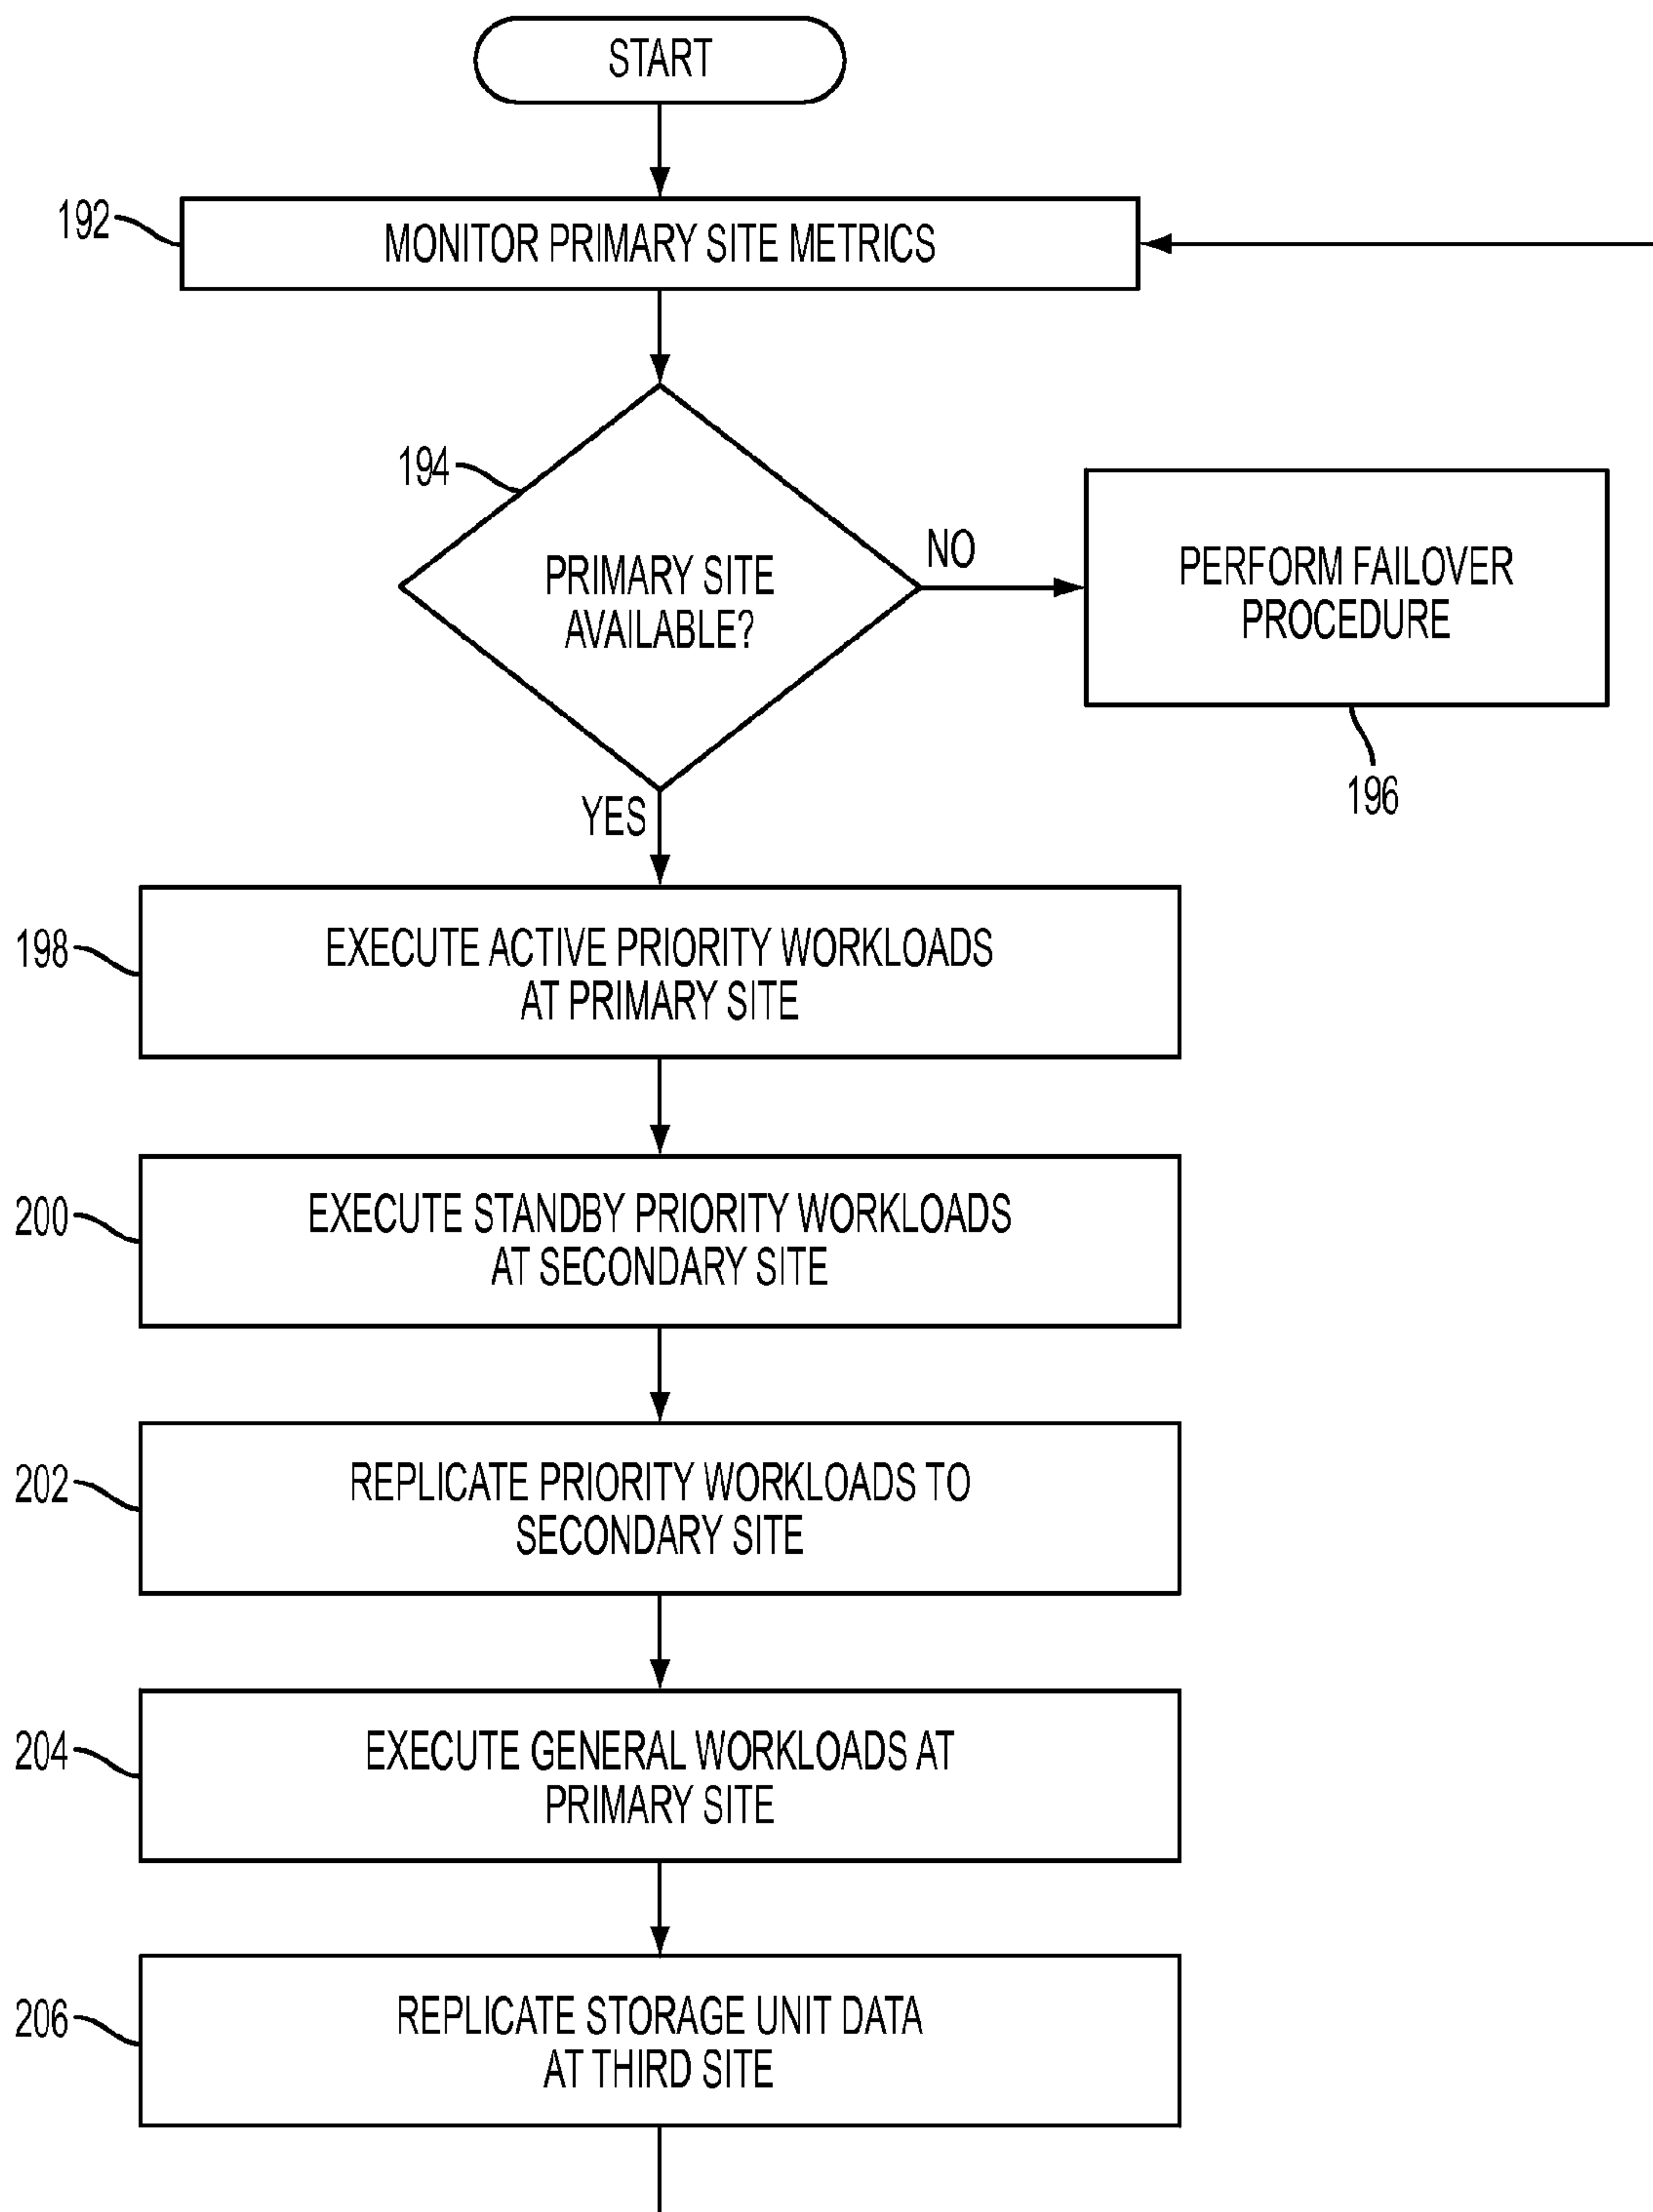 START
192
MONITOR PRIMARY SITE METRICS
194
PRIMARY SITE
AVAILABLE?
NO
PERFORM FAILOVER
PROCEDURE
196
YES
198
EXECUTE ACTIVE PRIORITY WORKLOADS
AT PRIMARY SITE
200
EXECUTE STANDBY PRIORITY WORKLOADS
AT SECONDARY SITE
202
REPLICATE PRIORITY WORKLOADS TO
SECONDARY SITE
204
EXECUTE GENERAL WORKLOADS AT
PRIMARY SITE
206
REPLICATE STORAGE UNIT DATA
AT THIRD SITE